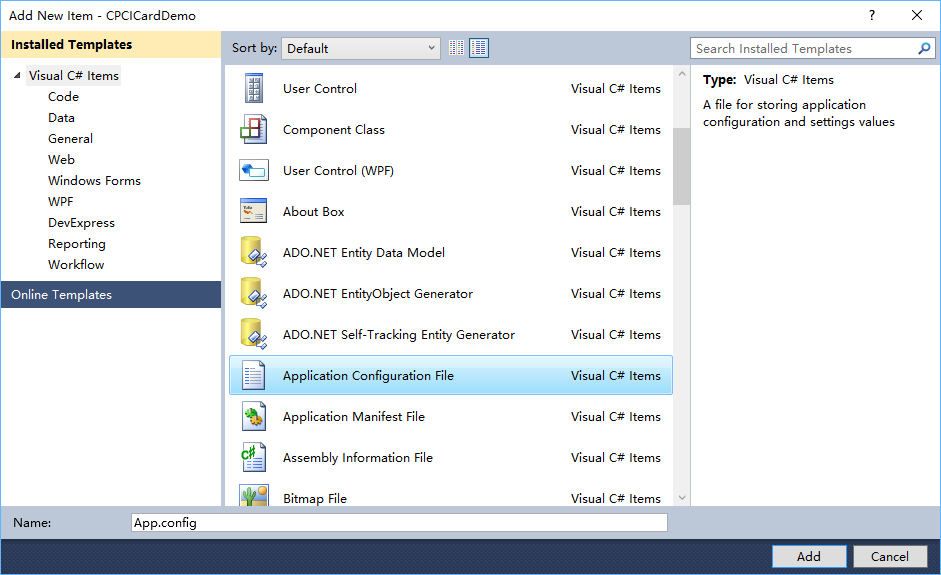 Add New Item - CPCICardDemo
?
Installed Templates
Visual C# Items
Code
Data
General
Web
Windows Forms
WPF
DevExpress
Reporting
Workflow
Online Templates
Sort by: Default
Search Installed Templates
User Control Visual C# Items
Component Class Visual C# Items
User Control (WPF) Visual C# Items
About Box Visual C# Items
ADO.NET Entity Data Model Visual C# Items
ADO.NET EntityObject Generator Visual C# Items
ADO.NET Self-Tracking Entity Generator Visual C# Items
Application Configuration File Visual C# Items
Application Manifest File Visual C# Items
Assembly Information File Visual C# Items
Bitmap File Visual C# Items
Type: Visual C# Items
A file for storing application
configuration and settings values
Name: App.config
Add Cancel